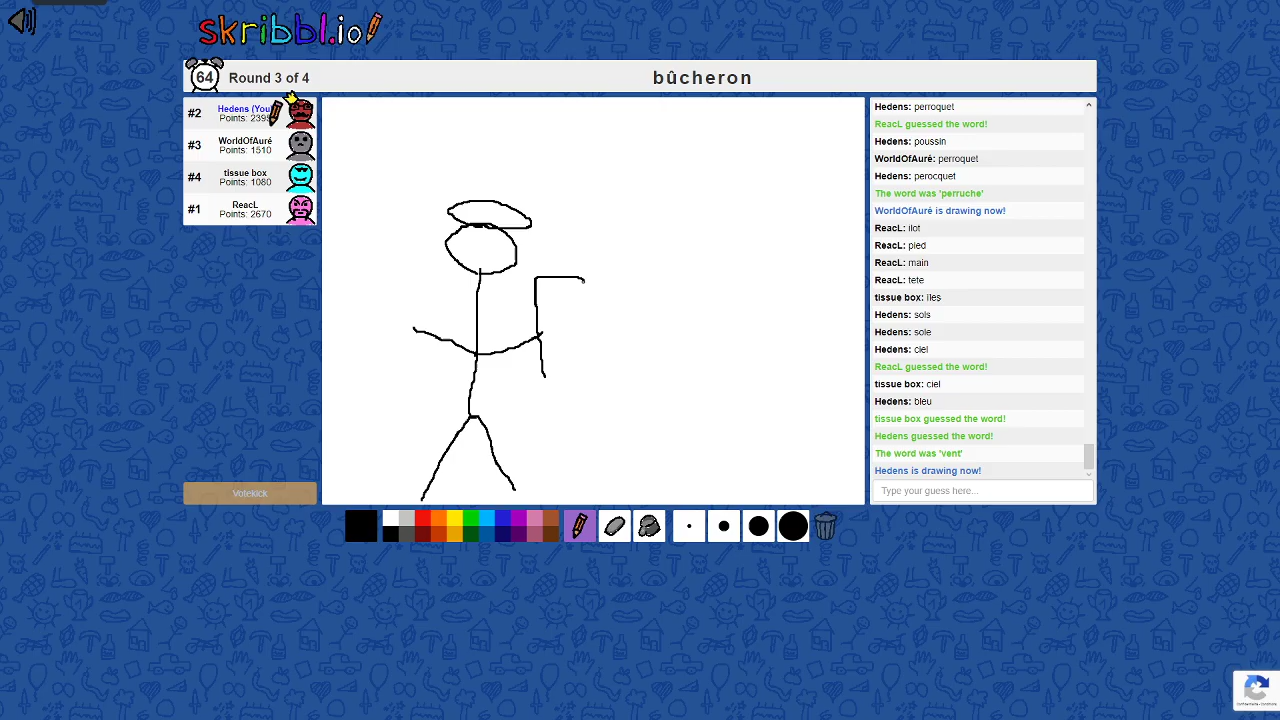 skribbl.io
64
Round 3 of 4
bûcheron
#2
Hedens (You
Points: 2395
#3
WorldOfAuré
Points: 1510
#4
tissue box
Points: 1080
#1
ReacL
Points: 2670
Votekick
Hedens: perroquet
ReacL guessed the word!
Hedens: poussin
WorldOfAuré: perroquet
Hedens: perocquet
The word was 'perruche'
WorldOfAuré is drawing now!
ReacL: ilot
ReacL: pied
ReacL: main
ReacL: tete
tissue box: îles
Hedens: sols
Hedens: sole
Hedens: ciel
ReacL guessed the word!
tissue box: ciel
Hedens: bleu
tissue box guessed the word!
Hedens guessed the word!
The word was 'vent'
Hedens is drawing now!
Type your guess here...